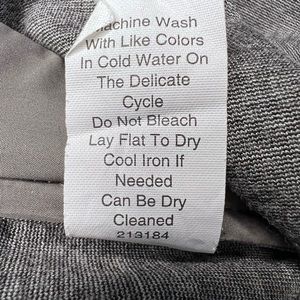 Machine Wash
With Like Colors
In Cold Water On
The Delicate
Cycle
Do Not Bleach
Lay Flat To Dry
Cool Iron If
Needed
Can Be Dry
Cleaned
213184